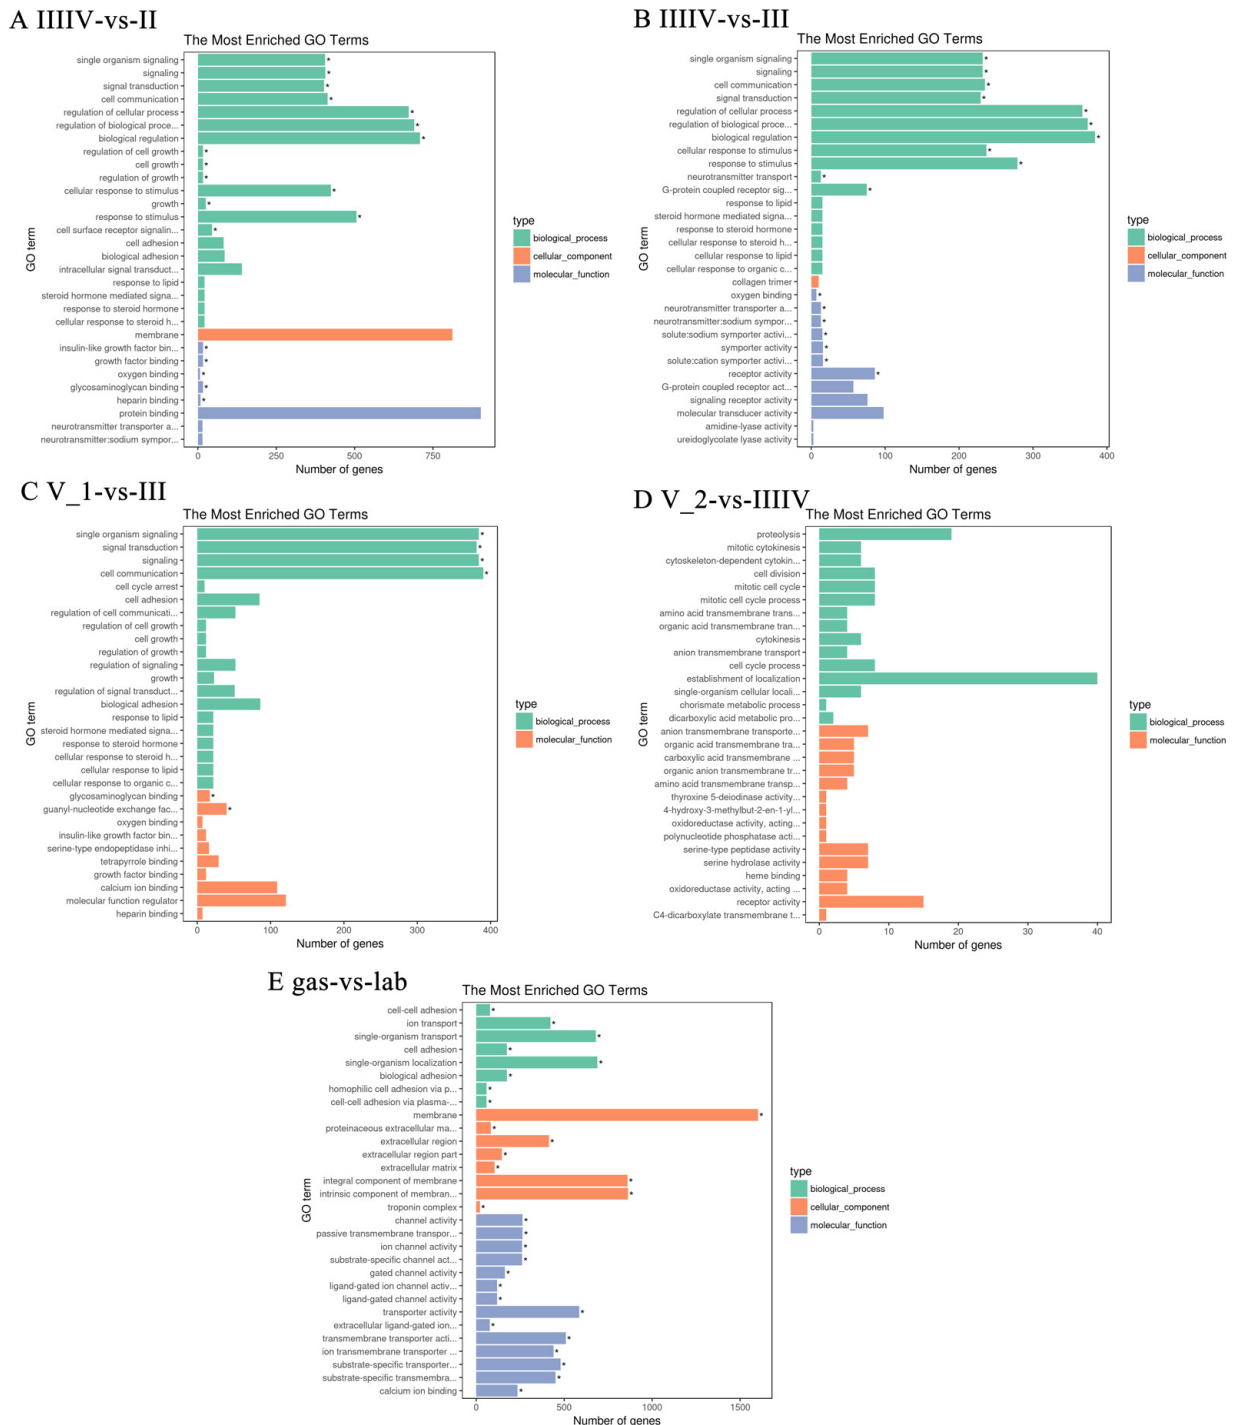 A IIIIV-vs-II
The Most Enriched GO Terms
single organism signaling *
signaling *
signal transduction *
cell communication *
regulation of cellular process *
regulation of biological proce... *
biological regulation *
regulation of cell growth *
cell growth *
regulation of growth *
cellular response to stimulus *
growth *
response to stimulus *
cell surface receptor signalin... *
cell adhesion
biological adhesion
intracellular signal transduct...
response to lipid
steroid hormone mediated signa...
response to steroid hormone
cellular response to steroid h...
membrane
insulin-like growth factor bin... *
growth factor binding *
oxygen binding *
glycosaminoglycan binding *
heparin binding *
protein binding
neurotransmitter transporter a...
neurotransmitter:sodium sympor...
GO term
0 250 500 750
Number of genes
type
biological_process
cellular_component
molecular_function
B IIIIV-vs-III
The Most Enriched GO Terms
single organism signaling *
signaling *
cell communication *
signal transduction *
regulation of cellular process *
regulation of biological proce... *
biological regulation *
cellular response to stimulus *
response to stimulus *
neurotransmitter transport *
G-protein coupled receptor sig... *
response to lipid
steroid hormone mediated signa...
response to steroid hormone
cellular response to steroid h...
cellular response to lipid
cellular response to organic c...
collagen trimer
oxygen binding *
neurotransmitter transporter a... *
neurotransmitter:sodium sympor... *
solute:sodium symporter activi... *
symporter activity *
solute:cation symporter activi... *
receptor activity *
G-protein coupled receptor act...
signaling receptor activity
molecular transducer activity
amidine-lyase activity
ureidoglycolate lyase activity
GO term
0 100 200 300 400
Number of genes
type
biological_process
cellular_component
molecular_function
C V_1-vs-III
The Most Enriched GO Terms
single organism signaling *
signal transduction *
signaling *
cell communication *
cell cycle arrest
cell adhesion
regulation of cell communicati...
regulation of cell growth
cell growth
regulation of growth
regulation of signaling
growth
regulation of signal transduct...
biological adhesion
response to lipid
steroid hormone mediated signa...
response to steroid hormone
cellular response to steroid h...
cellular response to lipid
cellular response to organic c...
glycosaminoglycan binding *
guanyl-nucleotide exchange fac... *
oxygen binding
insulin-like growth factor bin...
serine-type endopeptidase inhi...
tetrapyrrole binding
growth factor binding
calcium ion binding
molecular function regulator
heparin binding
GO term
0 100 200 300 400
Number of genes
type
biological_process
molecular_function
D V_2-vs-IIIIV
The Most Enriched GO Terms
proteolysis
mitotic cytokinesis
cytoskeleton-dependent cytokin...
cell division
mitotic cell cycle
mitotic cell cycle process
amino acid transmembrane trans...
organic acid transmembrane tran...
cytokinesis
anion transmembrane transport
cell cycle process
establishment of localization
single-organism cellular locali...
chorismate metabolic process
dicarboxylic acid metabolic pro...
anion transmembrane transporte...
organic acid transmembrane tra...
carboxylic acid transmembrane ...
organic anion transmembrane tr...
amino acid transmembrane transp...
thyroxine 5-deiodinase activity...
4-hydroxy-3-methylbut-2-en-1-yl...
oxidoreductase activity, acting...
polynucleotide phosphatase acti...
serine-type peptidase activity
serine hydrolase activity
heme binding
oxidoreductase activity, acting ...
receptor activity
C4-dicarboxylate transmembrane t...
GO term
0 10 20 30 40
Number of genes
type
biological_process
molecular_function
E gas-vs-lab
The Most Enriched GO Terms
cell-cell adhesion *
ion transport *
single-organism transport *
cell adhesion *
single-organism localization *
biological adhesion *
homophilic cell adhesion via p... *
cell-cell adhesion via plasma-... *
membrane *
proteinaceous extracellular ma... *
extracellular region *
extracellular region part *
extracellular matrix *
integral component of membrane *
intrinsic component of membran... *
troponin complex *
channel activity *
passive transmembrane transpor... *
ion channel activity *
substrate-specific channel act... *
gated channel activity *
ligand-gated ion channel activ... *
ligand-gated channel activity *
transporter activity *
extracellular ligand-gated ion... *
transmembrane transporter acti... *
ion transmembrane transporter ... *
substrate-specific transporter... *
substrate-specific transmembra... *
calcium ion binding *
GO term
0 500 1000 1500
Number of genes
type
biological_process
cellular_component
molecular_function